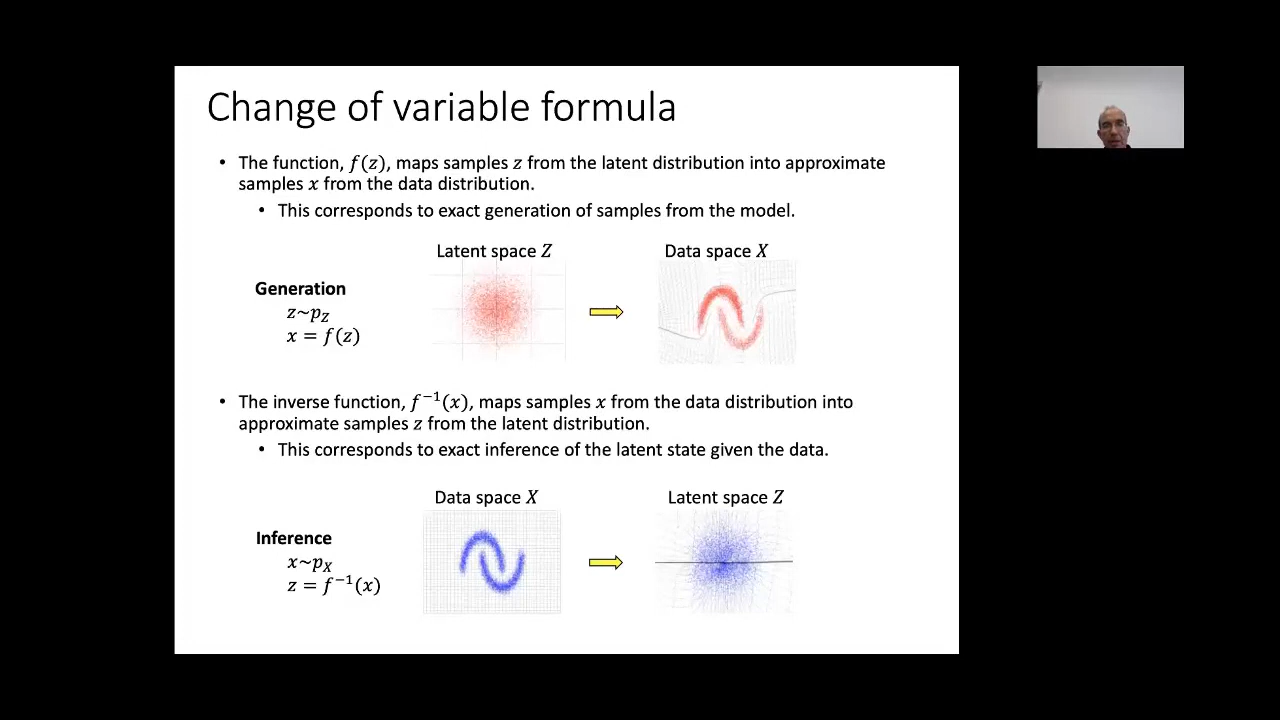 Change of variable formula
• The function, f(z), maps samples z from the latent distribution into approximate
samples x from the data distribution.
• This corresponds to exact generation of samples from the model.
Latent space Z
Data space X
Generation
z~p_Z
x = f(z)
• The inverse function, f⁻¹(x), maps samples x from the data distribution into
approximate samples z from the latent distribution.
• This corresponds to exact inference of the latent state given the data.
Data space X
Latent space Z
Inference
x~p_X
z = f⁻¹(x)